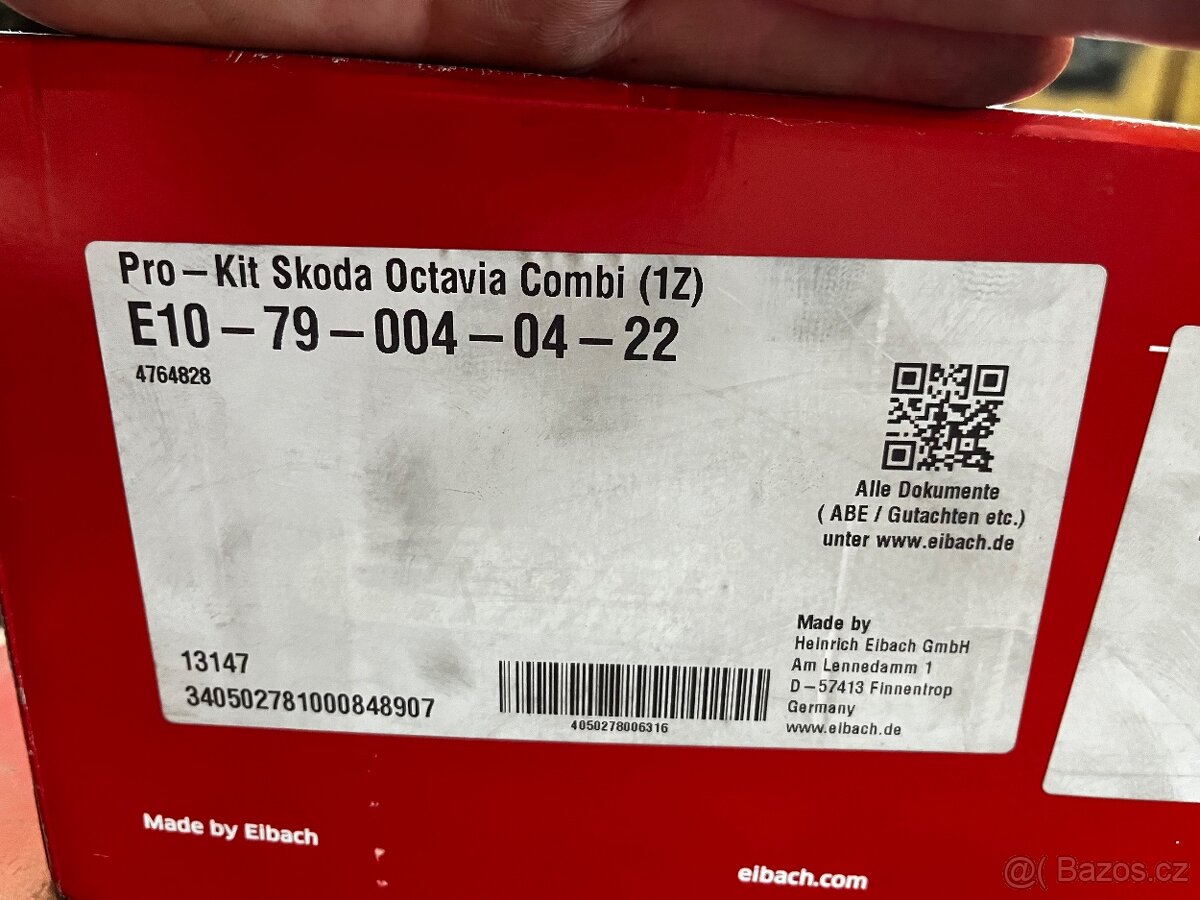 Pro-Kit Skoda Octavia Combi (1Z)
E10-79-004-04-22
4764828
Alle Dokumente
( ABE / Gutachten etc.)
unter www.eibach.de
13147
340502781000848907
4050278006316
Made by
Heinrich Eibach GmbH
Am Lennedamm 1
D-57413 Finnentrop
Germany
www.eibach.de
Made by Eibach
eibach.com
@( Bazos.cz